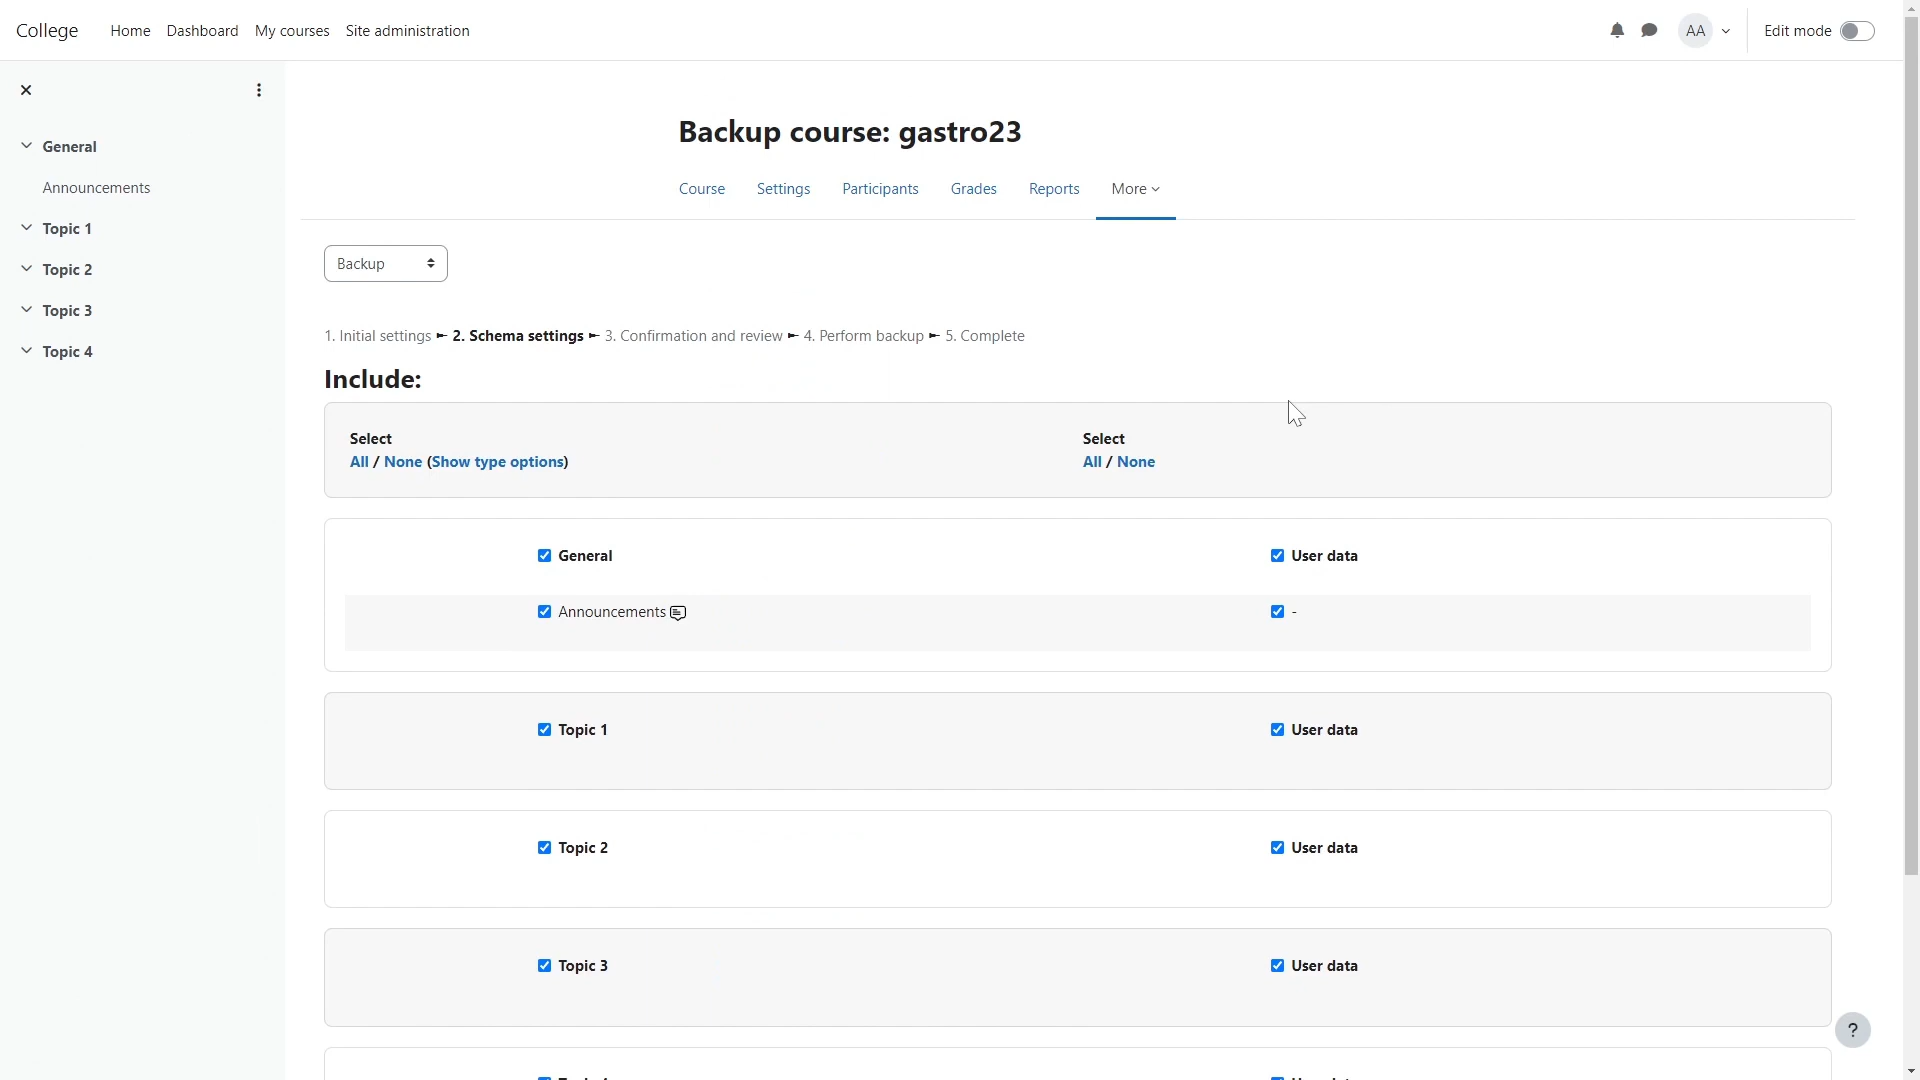 College Home Dashboard My courses Site administration AA Edit mode
General
Announcements
Topic 1
Topic 2
Topic 3
Topic 4
Backup course: gastro23
Course Settings Participants Grades Reports More
Backup
1. Initial settings ► 2. Schema settings ► 3. Confirmation and review ► 4. Perform backup ► 5. Complete
Include:
Select Select
All / None (Show type options) All / None
General User data
Announcements -
Topic 1 User data
Topic 2 User data
Topic 3 User data
?